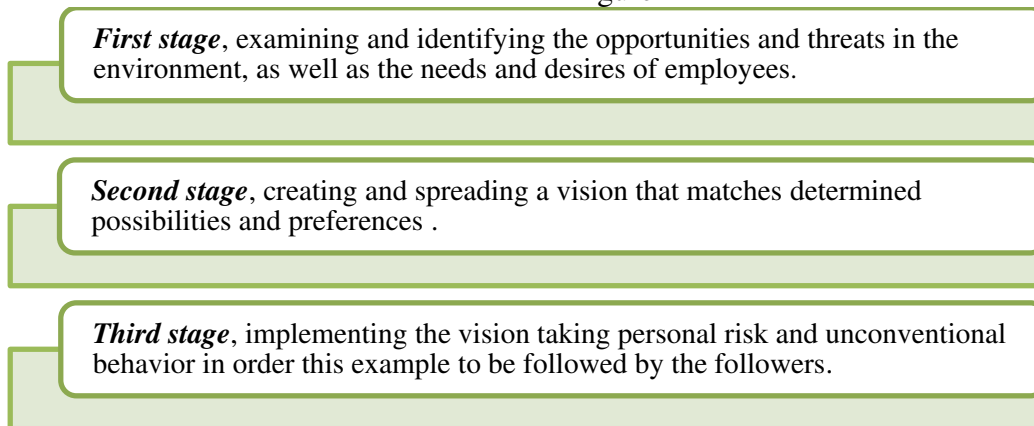 First stage, examining and identifying the opportunities and threats in the
environment, as well as the needs and desires of employees.
Second stage, creating and spreading a vision that matches determined
possibilities and preferences .
Third stage, implementing the vision taking personal risk and unconventional
behavior in order this example to be followed by the followers.